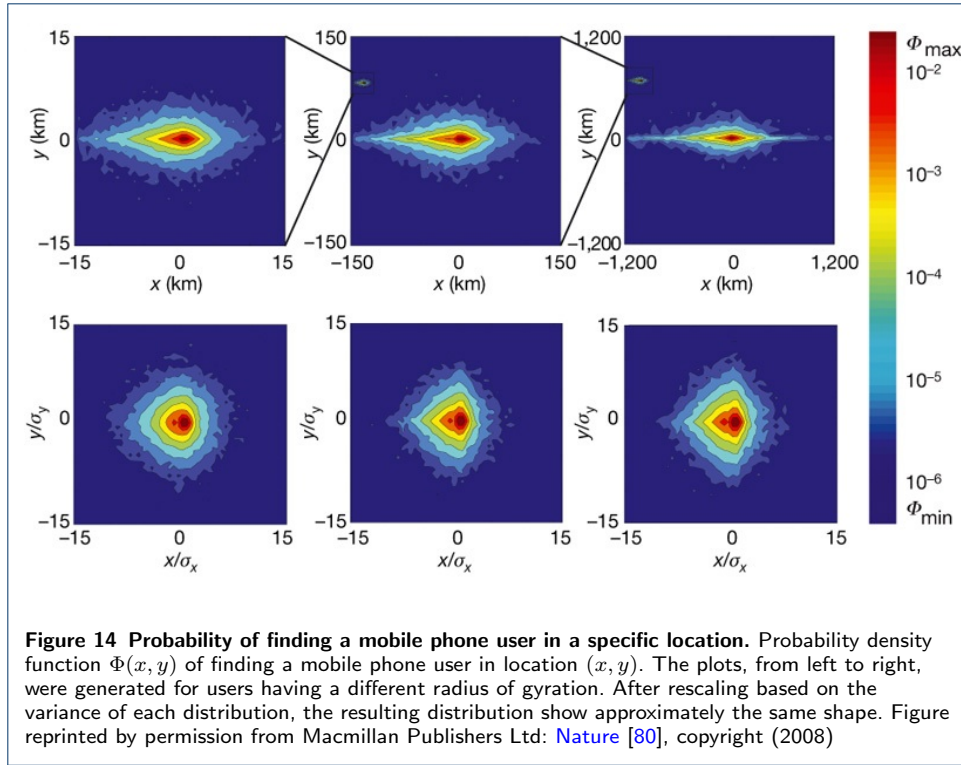 15
y (km)
0
−15
−15
0
15
x (km)
150
y (km)
0
−150
−150
0
150
x (km)
1,200
y (km)
0
−1,200
−1,200
0
1,200
x (km)
Φmax
10−2
10−3
10−4
10−5
10−6
Φmin
15
y/σy
0
−15
−15
0
15
x/σx
15
y/σy
0
−15
−15
0
15
x/σx
15
y/σy
0
−15
−15
0
15
x/σx
Figure 14 Probability of finding a mobile phone user in a specific location. Probability density
function Φ(x, y) of finding a mobile phone user in location (x, y). The plots, from left to right,
were generated for users having a different radius of gyration. After rescaling based on the
variance of each distribution, the resulting distribution show approximately the same shape. Figure
reprinted by permission from Macmillan Publishers Ltd: Nature [80], copyright (2008)